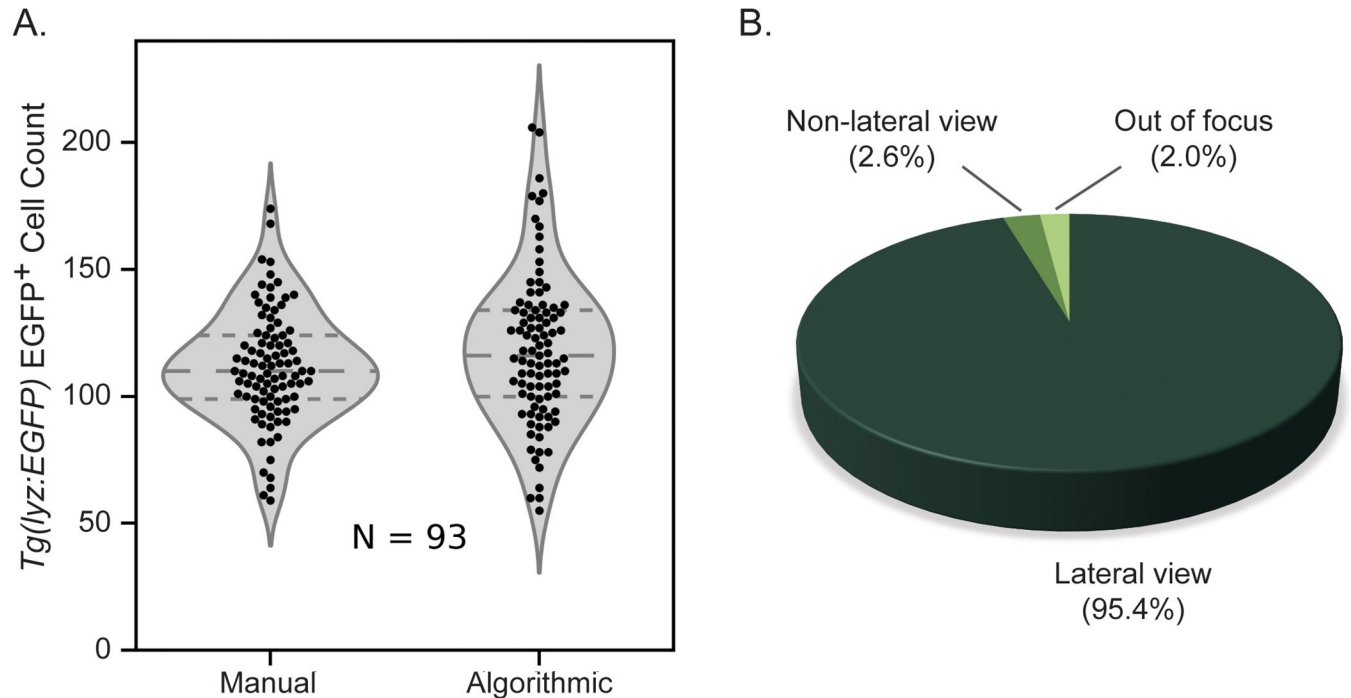 A.
Tg(lyz:EGFP) EGFP+ Cell Count
200
150
100
50
0
N = 93
Manual
Algorithmic
B.
Non-lateral view
(2.6%)
Out of focus
(2.0%)
Lateral view
(95.4%)